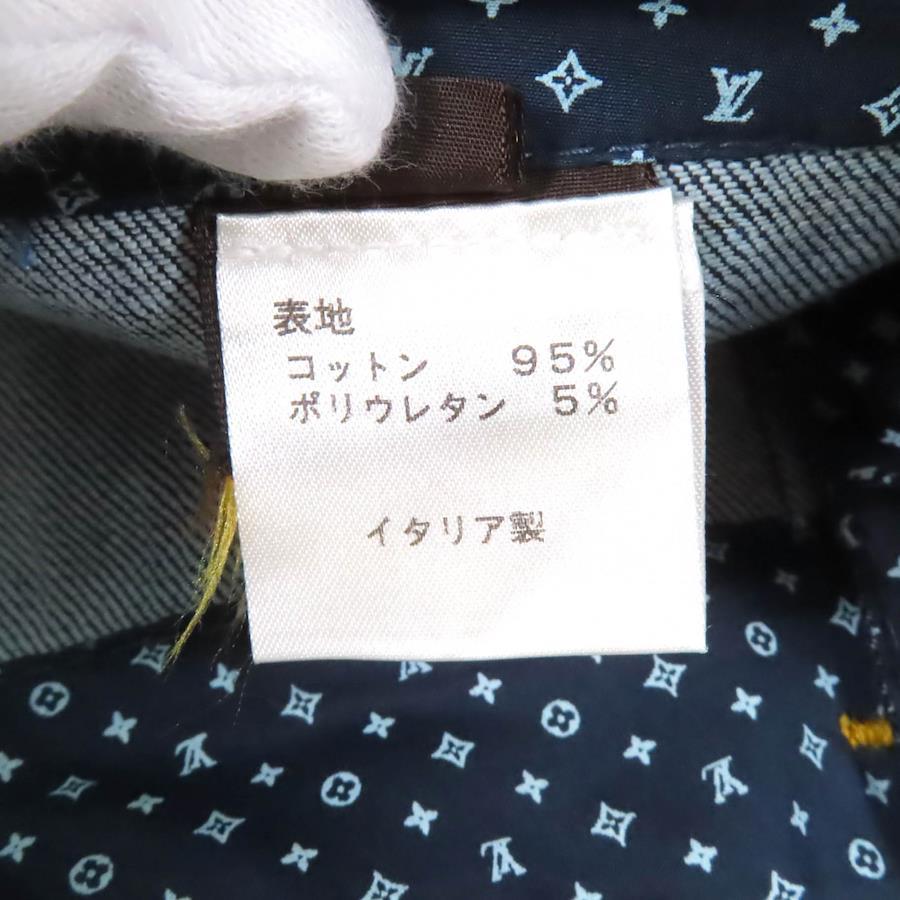 表地
コットン 95%
ポリウレタン 5%
イタリア製